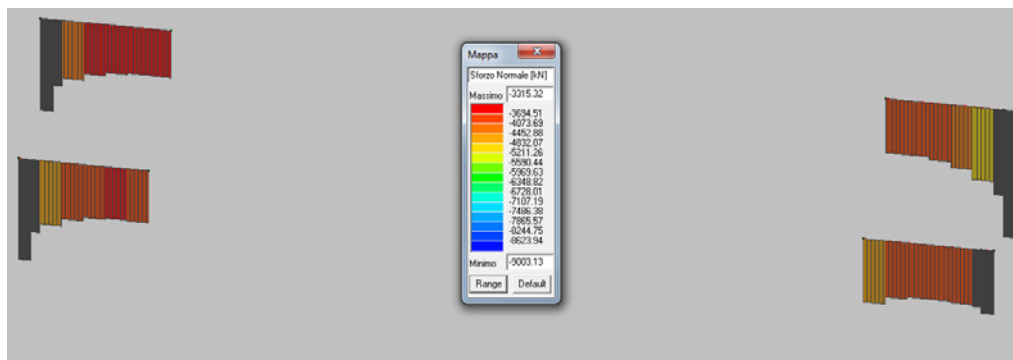 Mappa
Sforzo Normale [kN]
Massimo -3315.32
-3694.51
-4073.69
-4452.88
-4832.07
-5211.26
-5590.44
-5969.63
-6348.82
-6728.01
-7107.19
-7486.38
-7865.57
-8244.75
-8623.94
Minimo -9003.13
Range Default